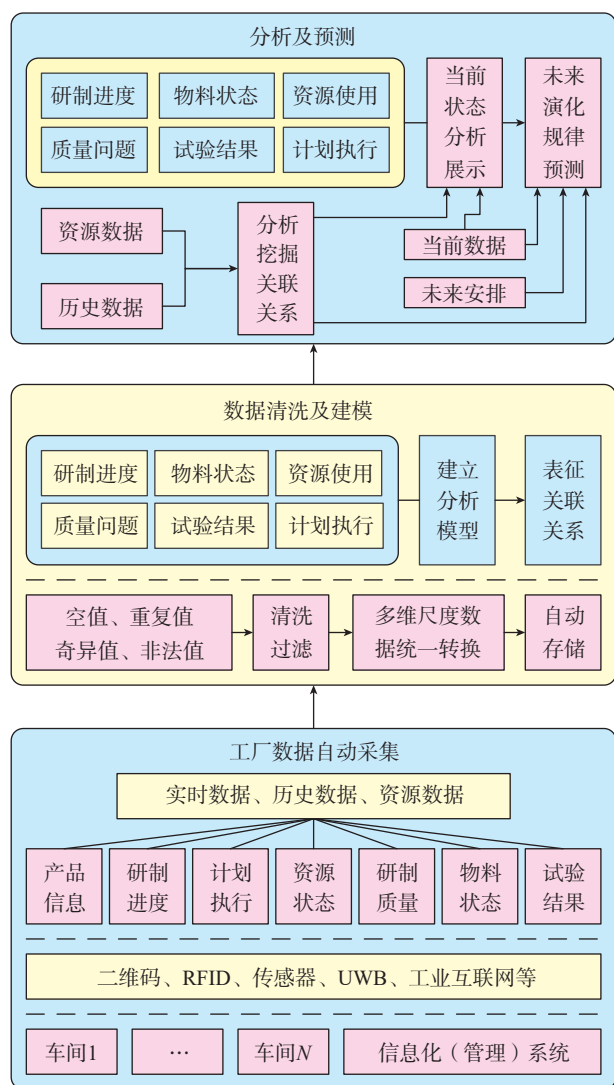 分析及预测
研制进度
物料状态
资源使用
质量问题
试验结果
计划执行
当前
状态
分析
展示
未来
演化
规律
预测
资源数据
历史数据
分析
挖掘
关联
关系
当前数据
未来安排
数据清洗及建模
研制进度
物料状态
资源使用
质量问题
试验结果
计划执行
建立
分析
模型
表征
关联
关系
空值、重复值
奇异值、非法值
清洗
过滤
多维尺度数
据统一转换
自动
存储
工厂数据自动采集
实时数据、历史数据、资源数据
产品
信息
研制
进度
计划
执行
资源
状态
研制
质量
物料
状态
试验
结果
二维码、RFID、传感器、UWB、工业互联网等
车间1
…
车间N
信息化（管理）系统